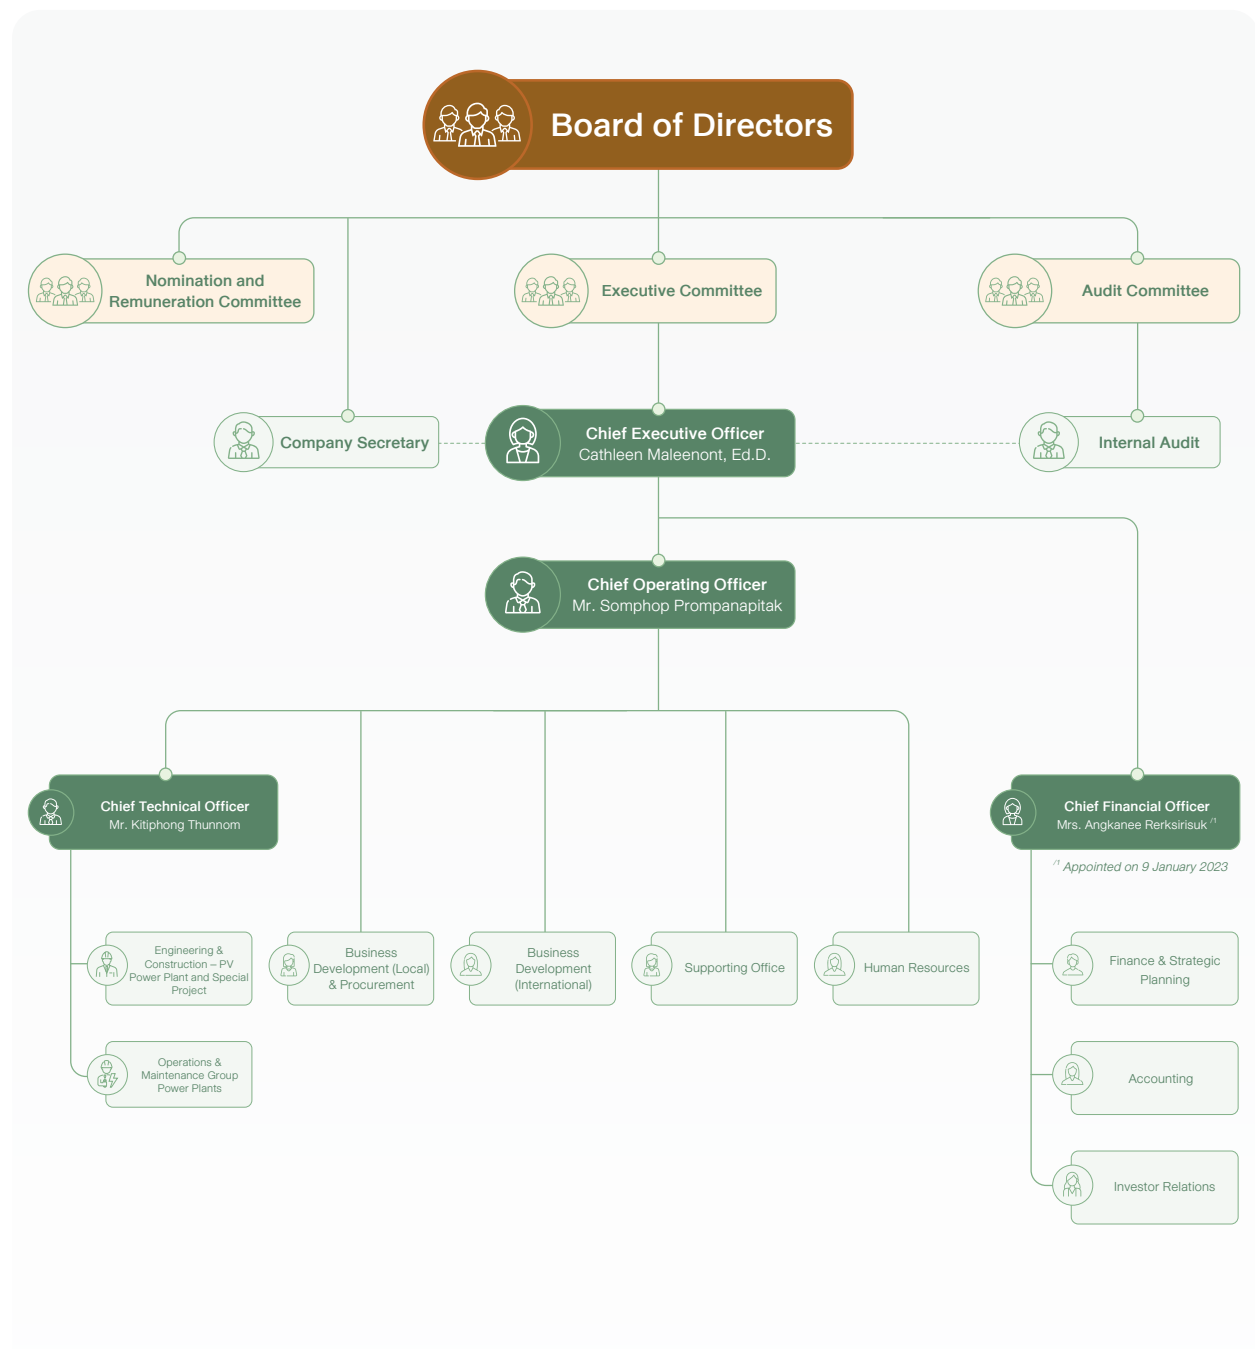 Board of Directors
Nomination and
Remuneration Committee
Executive Committee
Audit Committee
Company Secretary
Chief Executive Officer
Cathleen Maleenont, Ed.D.
Internal Audit
Chief Operating Officer
Mr. Somphop Prompanapitak
Chief Technical Officer
Mr. Kitiphong Thunnom
Chief Financial Officer
Mrs. Angkanee Rerksirisuk /1
/1 Appointed on 9 January 2023
Engineering &
Construction – PV
Power Plant and Special
Project
Business
Development (Local)
& Procurement
Business
Development
(International)
Supporting Office
Human Resources
Finance & Strategic
Planning
Operations &
Maintenance Group
Power Plants
Accounting
Investor Relations